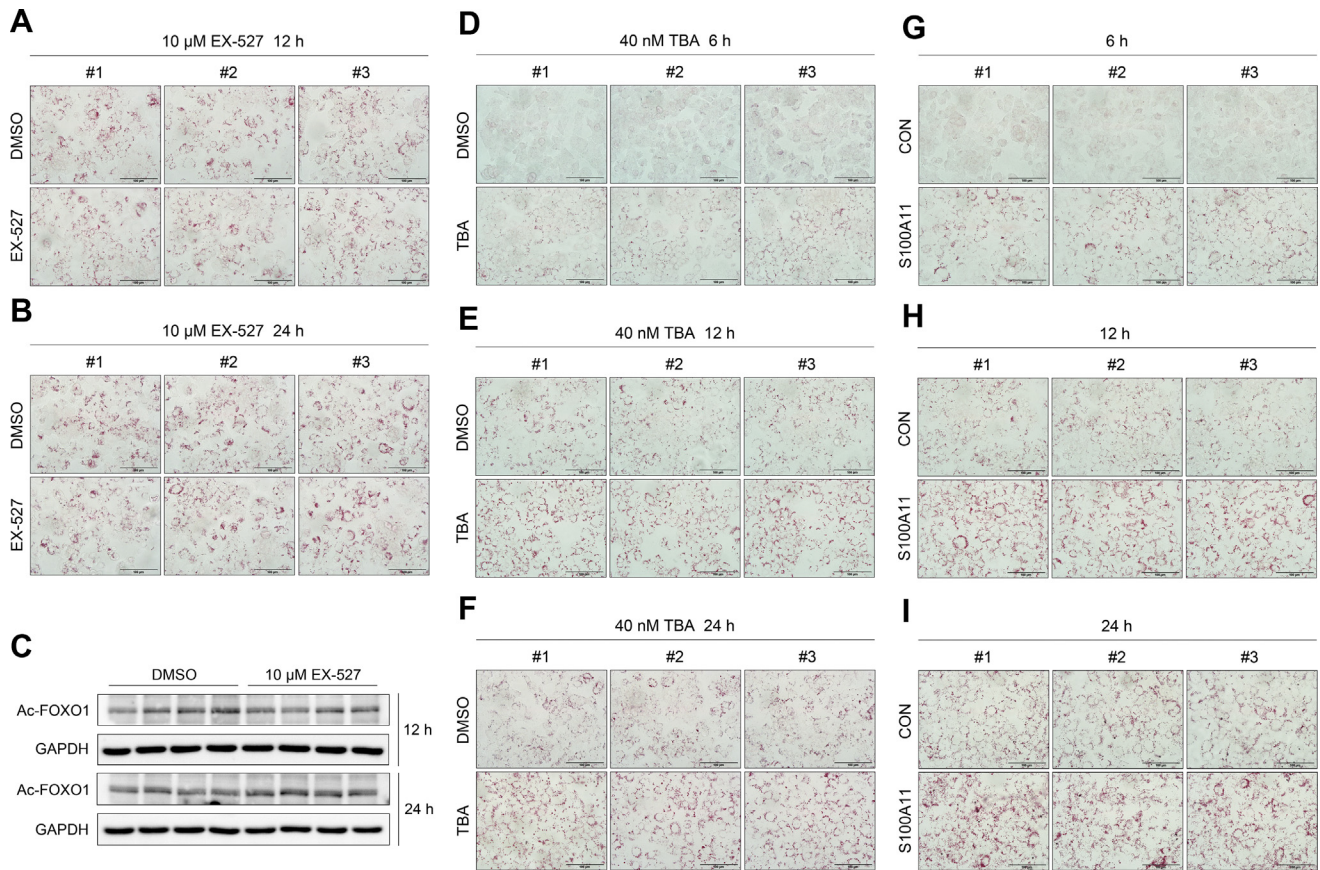 A
10 µM EX-527 12 h
#1 #2 #3
DMSO
EX-527
B
10 µM EX-527 24 h
#1 #2 #3
DMSO
EX-527
C
DMSO 10 µM EX-527
Ac-FOXO1
GAPDH
12 h
Ac-FOXO1
GAPDH
24 h
D
40 nM TBA 6 h
#1 #2 #3
DMSO
TBA
E
40 nM TBA 12 h
#1 #2 #3
DMSO
TBA
F
40 nM TBA 24 h
#1 #2 #3
DMSO
TBA
G
6 h
#1 #2 #3
CON
S100A11
H
12 h
#1 #2 #3
CON
S100A11
I
24 h
#1 #2 #3
CON
S100A11